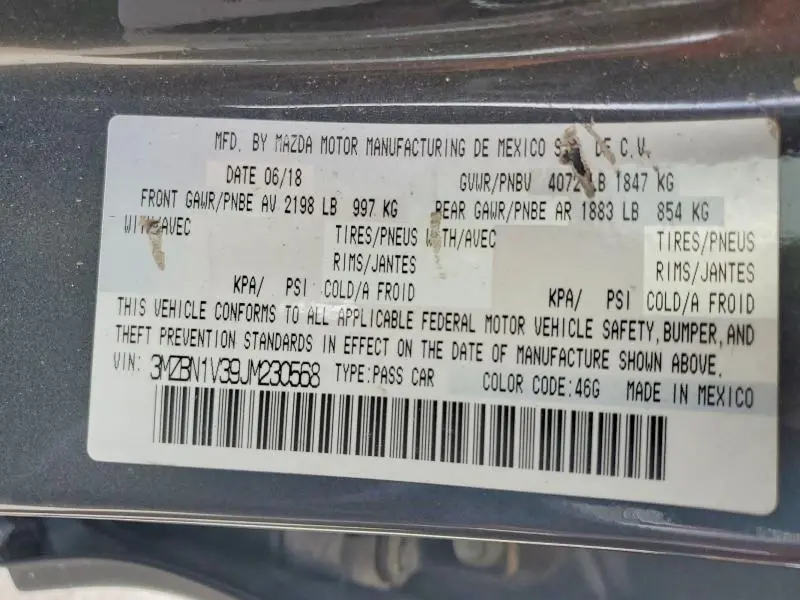 MFD. BY MAZDA MOTOR MANUFACTURING DE MEXICO S. DE C.V.
DATE 06/18 GVWR/PNBV 4072 LB 1847 KG
FRONT GAWR/PNBE AV 2198 LB 997 KG REAR GAWR/PNBE AR 1883 LB 854 KG
WITH/AVEC TIRES/PNEUS WITH/AVEC TIRES/PNEUS
RIMS/JANTES RIMS/JANTES
KPA/ PSI COLD/A FROID KPA/ PSI COLD/A FROID
THIS VEHICLE CONFORMS TO ALL APPLICABLE FEDERAL MOTOR VEHICLE SAFETY, BUMPER, AND
THEFT PREVENTION STANDARDS IN EFFECT ON THE DATE OF MANUFACTURE SHOWN ABOVE.
VIN: 3MZBN1V39JM230568 TYPE:PASS CAR COLOR CODE:46G MADE IN MEXICO